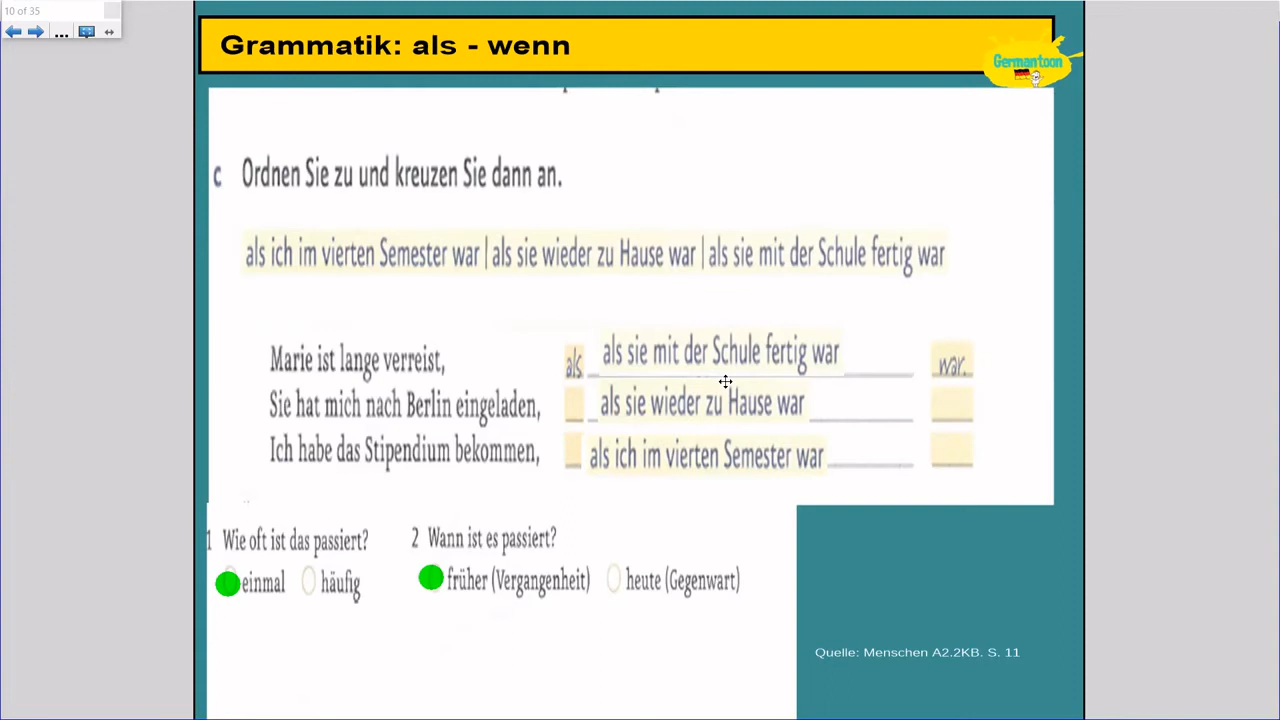 10 of 35
Grammatik: als - wenn
Germantoon
c Ordnen Sie zu und kreuzen Sie dann an.
als ich im vierten Semester war | als sie wieder zu Hause war | als sie mit der Schule fertig war
Marie ist lange verreist, als als sie mit der Schule fertig war war.
Sie hat mich nach Berlin eingeladen, als sie wieder zu Hause war
Ich habe das Stipendium bekommen, als ich im vierten Semester war
1 Wie oft ist das passiert? 2 Wann ist es passiert?
einmal häufig früher (Vergangenheit) heute (Gegenwart)
Quelle: Menschen A2.2KB. S. 11